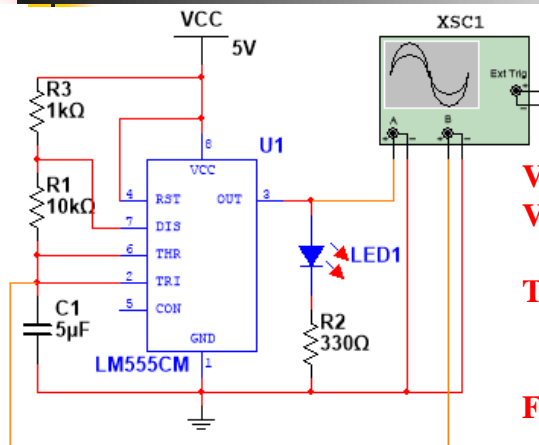 VCC
5V
XSC1
Ext Trig
+
-
A
B
+ - + -
R3
1kΩ
R1
10kΩ
C1
5µF
U1
8
VCC
4 RST OUT 3
7 DIS
6 THR
2 TRI
5 CON
GND
1
LM555CM
LED1
R2
330Ω
V
V
T
F